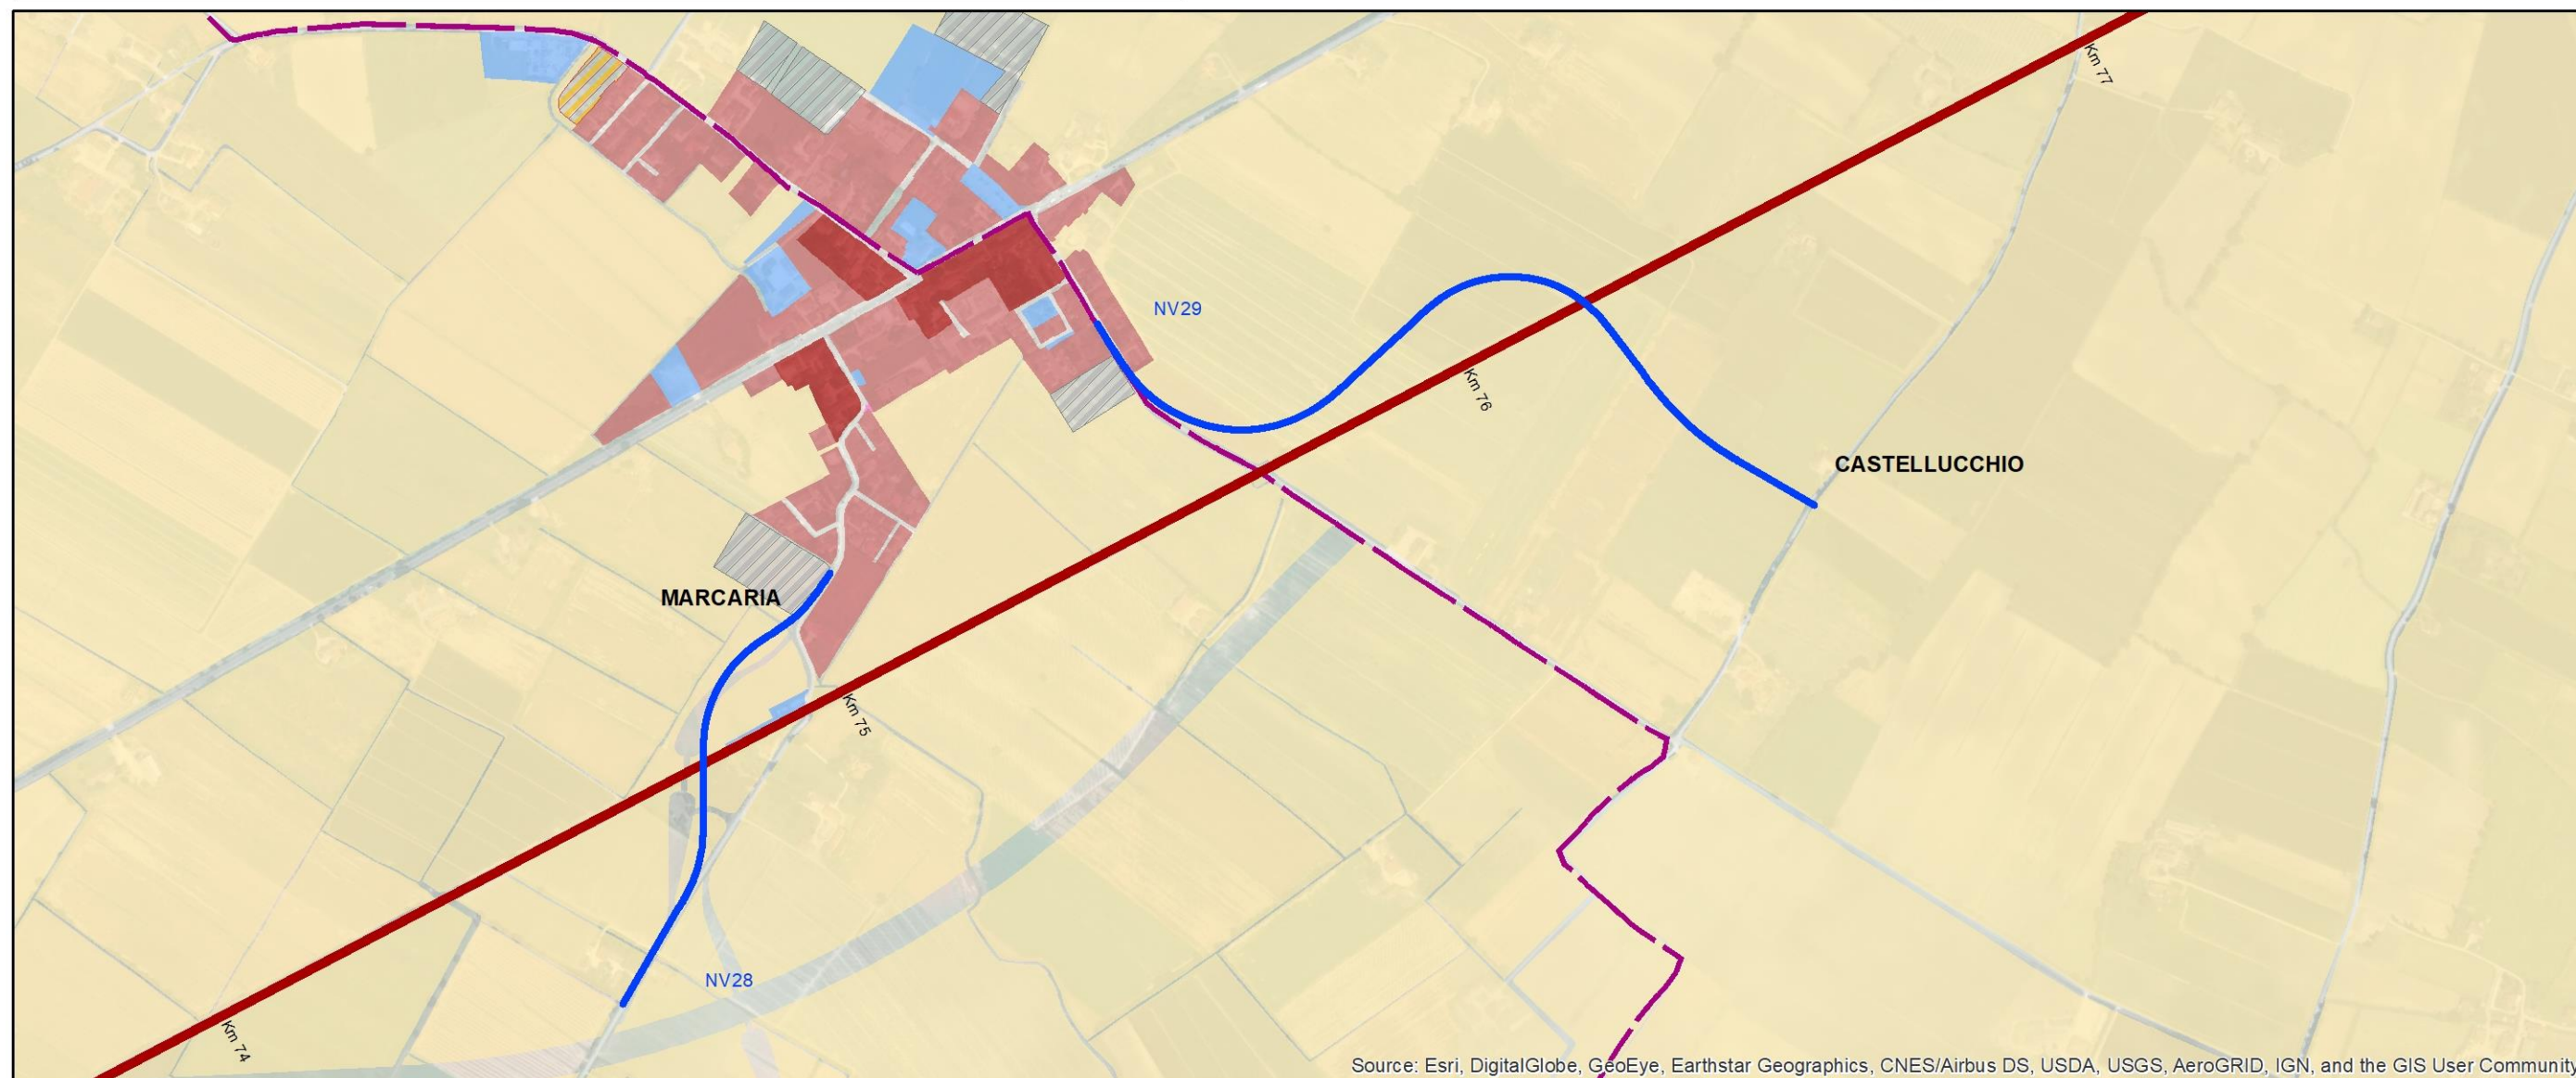 Km 77
NV29
Km 76
CASTELLUCCHIO
MARCARIA
Km 75
NV28
Km 74
Source: Esri, DigitalGlobe, GeoEye, Earthstar Geographics, CNES/Airbus DS, USDA, USGS, AeroGRID, IGN, and the GIS User Community